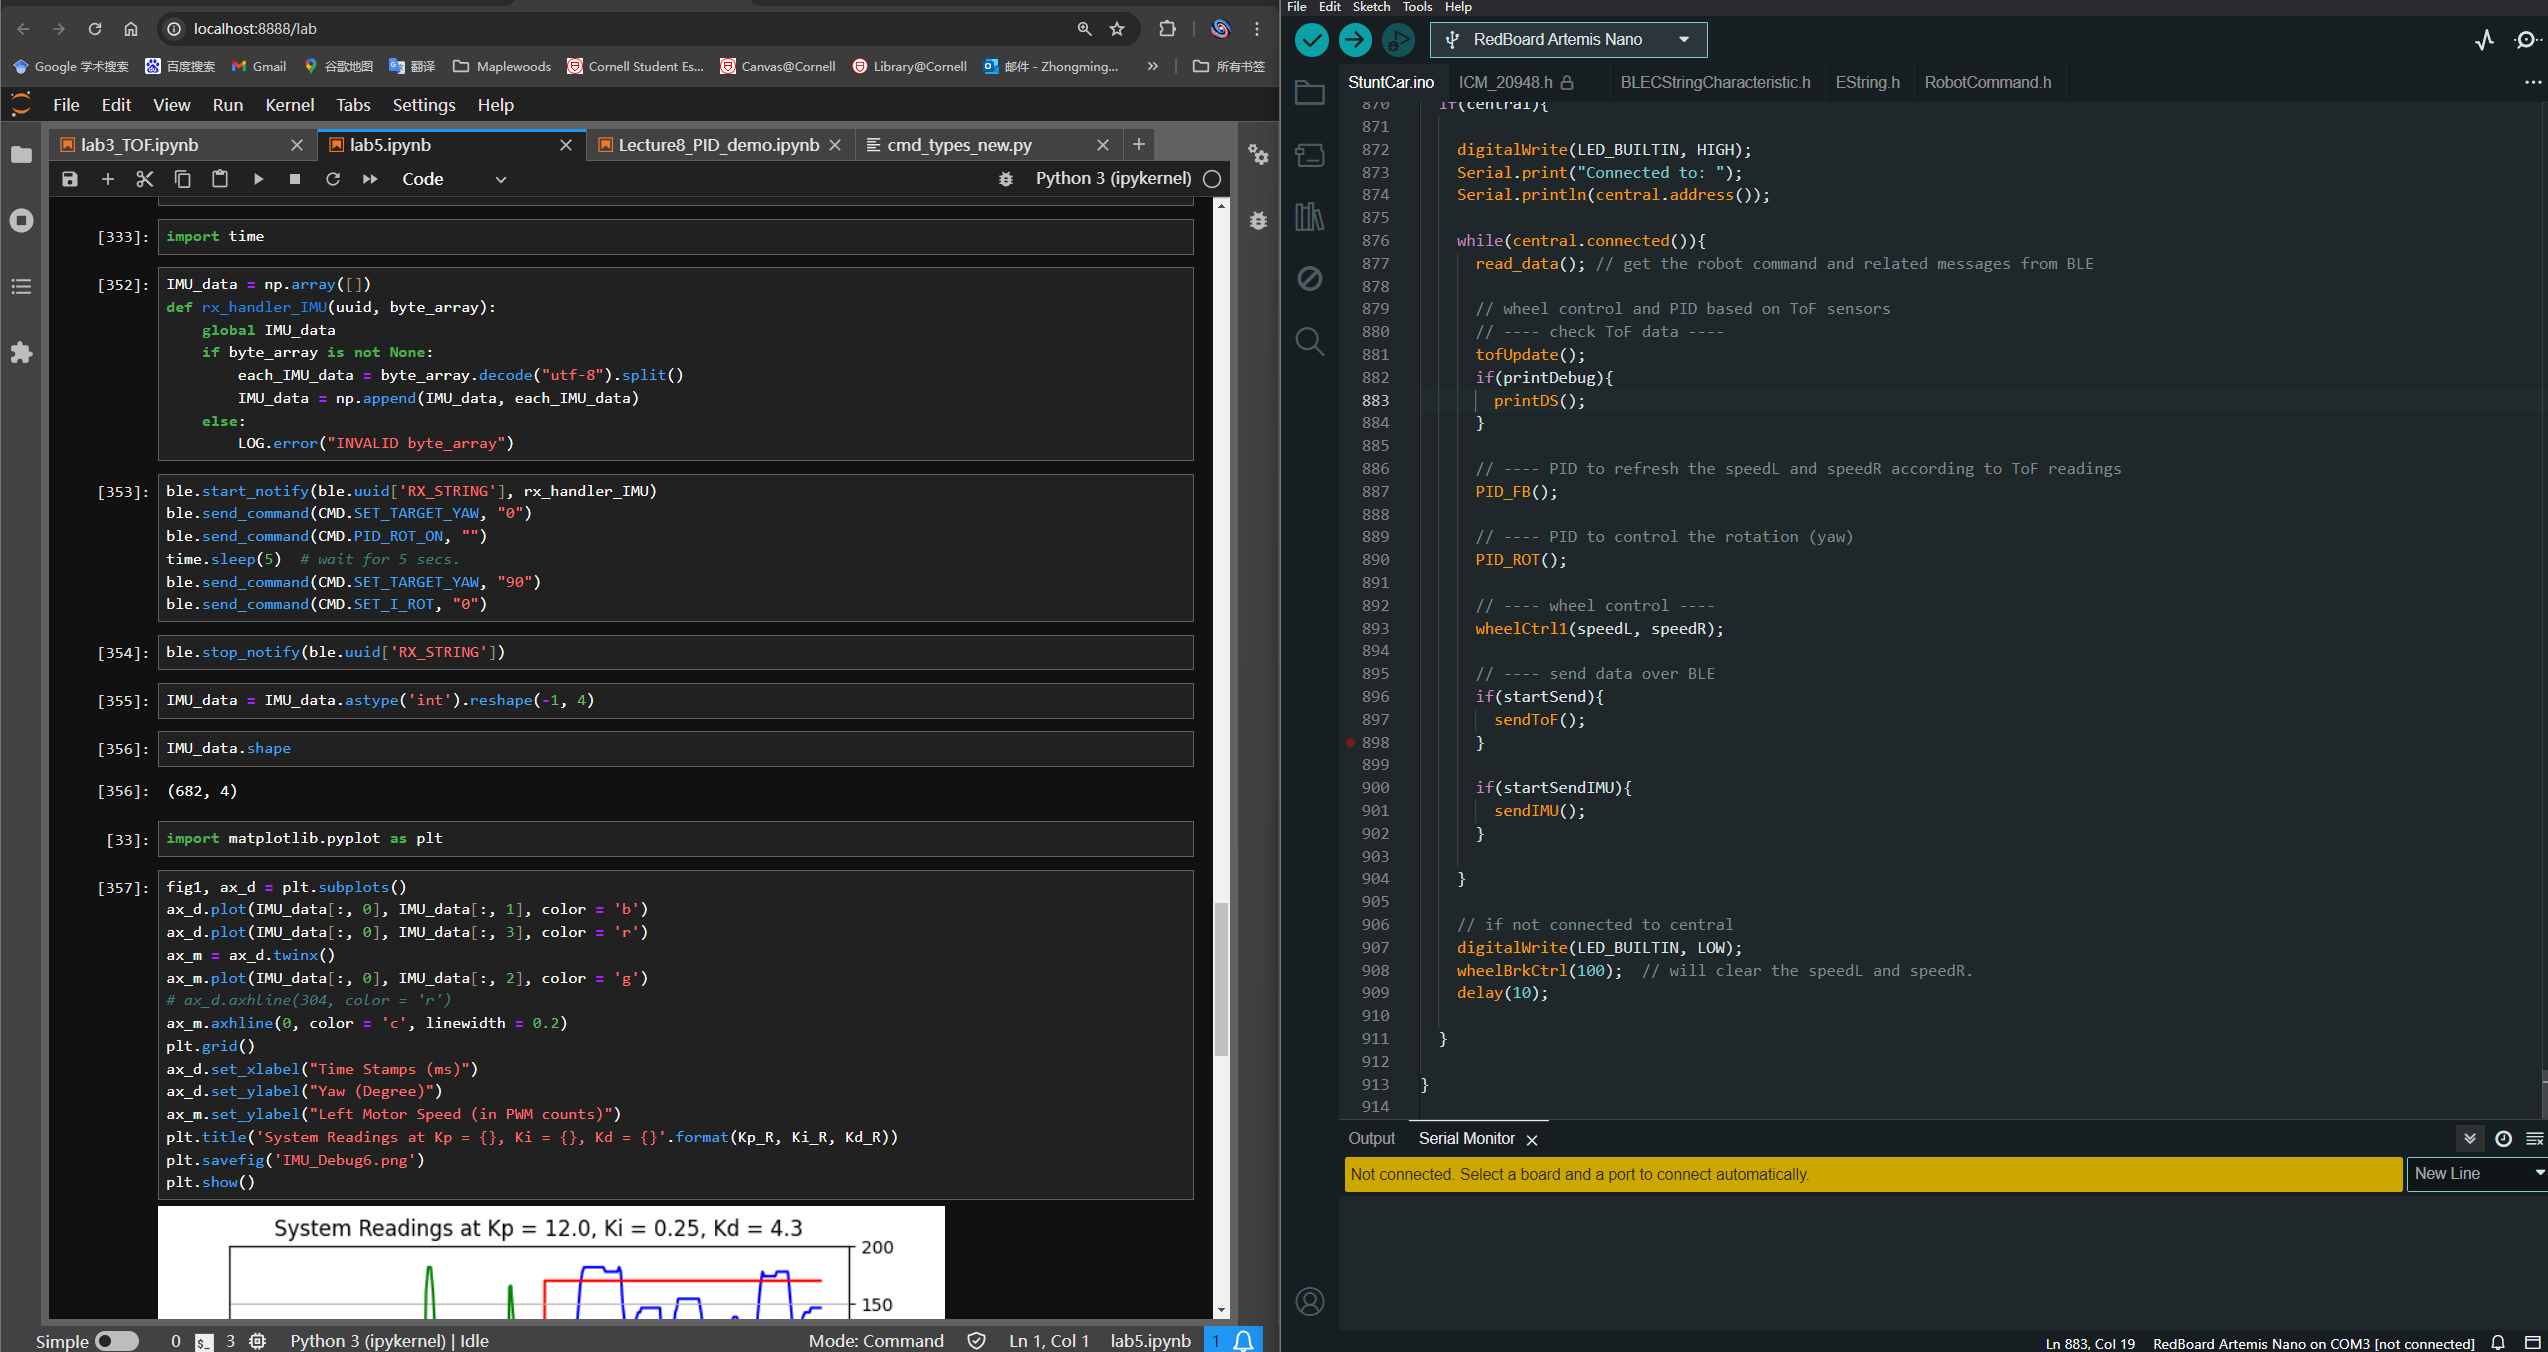 localhost:8888/lab
Google 学术搜索 百度搜索 Gmail 谷歌地图 翻译 Maplewoods Cornell Student Es... Canvas@Cornell Library@Cornell 邮件 - Zhongming... » 所有书签
File Edit View Run Kernel Tabs Settings Help
lab3_TOF.ipynb lab5.ipynb Lecture8_PID_demo.ipynb cmd_types_new.py
Code Python 3 (ipykernel)
[333]: import time
[352]: IMU_data = np.array([])
def rx_handler_IMU(uuid, byte_array):
global IMU_data
if byte_array is not None:
each_IMU_data = byte_array.decode("utf-8").split()
IMU_data = np.append(IMU_data, each_IMU_data)
else:
LOG.error("INVALID byte_array")
[353]: ble.start_notify(ble.uuid['RX_STRING'], rx_handler_IMU)
ble.send_command(CMD.SET_TARGET_YAW, "0")
ble.send_command(CMD.PID_ROT_ON, "")
time.sleep(5)  # wait for 5 secs.
ble.send_command(CMD.SET_TARGET_YAW, "90")
ble.send_command(CMD.SET_I_ROT, "0")
[354]: ble.stop_notify(ble.uuid['RX_STRING'])
[355]: IMU_data = IMU_data.astype('int').reshape(-1, 4)
[356]: IMU_data.shape
[356]: (682, 4)
[33]: import matplotlib.pyplot as plt
[357]: fig1, ax_d = plt.subplots()
ax_d.plot(IMU_data[:, 0], IMU_data[:, 1], color = 'b')
ax_d.plot(IMU_data[:, 0], IMU_data[:, 3], color = 'r')
ax_m = ax_d.twinx()
ax_m.plot(IMU_data[:, 0], IMU_data[:, 2], color = 'g')
# ax_d.axhline(304, color = 'r')
ax_m.axhline(0, color = 'c', linewidth = 0.2)
plt.grid()
ax_d.set_xlabel("Time Stamps (ms)")
ax_d.set_ylabel("Yaw (Degree)")
ax_m.set_ylabel("Left Motor Speed (in PWM counts)")
plt.title('System Readings at Kp = {}, Ki = {}, Kd = {}'.format(Kp_R, Ki_R, Kd_R))
plt.savefig('IMU_Debug6.png')
plt.show()
System Readings at Kp = 12.0, Ki = 0.25, Kd = 4.3
200
150
Simple 0 3 Python 3 (ipykernel) | Idle Mode: Command Ln 1, Col 1 lab5.ipynb 1
File Edit Sketch Tools Help
RedBoard Artemis Nano
StuntCar.ino ICM_20948.h BLECStringCharacteristic.h EString.h RobotCommand.h
870 if(central){
871
872 digitalWrite(LED_BUILTIN, HIGH);
873 Serial.print("Connected to: ");
874 Serial.println(central.address());
875
876 while(central.connected()){
877 read_data(); // get the robot command and related messages from BLE
878
879 // wheel control and PID based on ToF sensors
880 // ---- check ToF data ----
881 tofUpdate();
882 if(printDebug){
883 printDS();
884 }
885
886 // ---- PID to refresh the speedL and speedR according to ToF readings
887 PID_FB();
888
889 // ---- PID to control the rotation (yaw)
890 PID_ROT();
891
892 // ---- wheel control ----
893 wheelCtrl1(speedL, speedR);
894
895 // ---- send data over BLE
896 if(startSend){
897 sendToF();
898 }
899
900 if(startSendIMU){
901 sendIMU();
902 }
903
904 }
905
906 // if not connected to central
907 digitalWrite(LED_BUILTIN, LOW);
908 wheelBrkCtrl(100);  // will clear the speedL and speedR.
909 delay(10);
910
911 }
912
913 }
914
Output Serial Monitor
Not connected. Select a board and a port to connect automatically. New Line
Ln 883, Col 19 RedBoard Artemis Nano on COM3 [not connected]